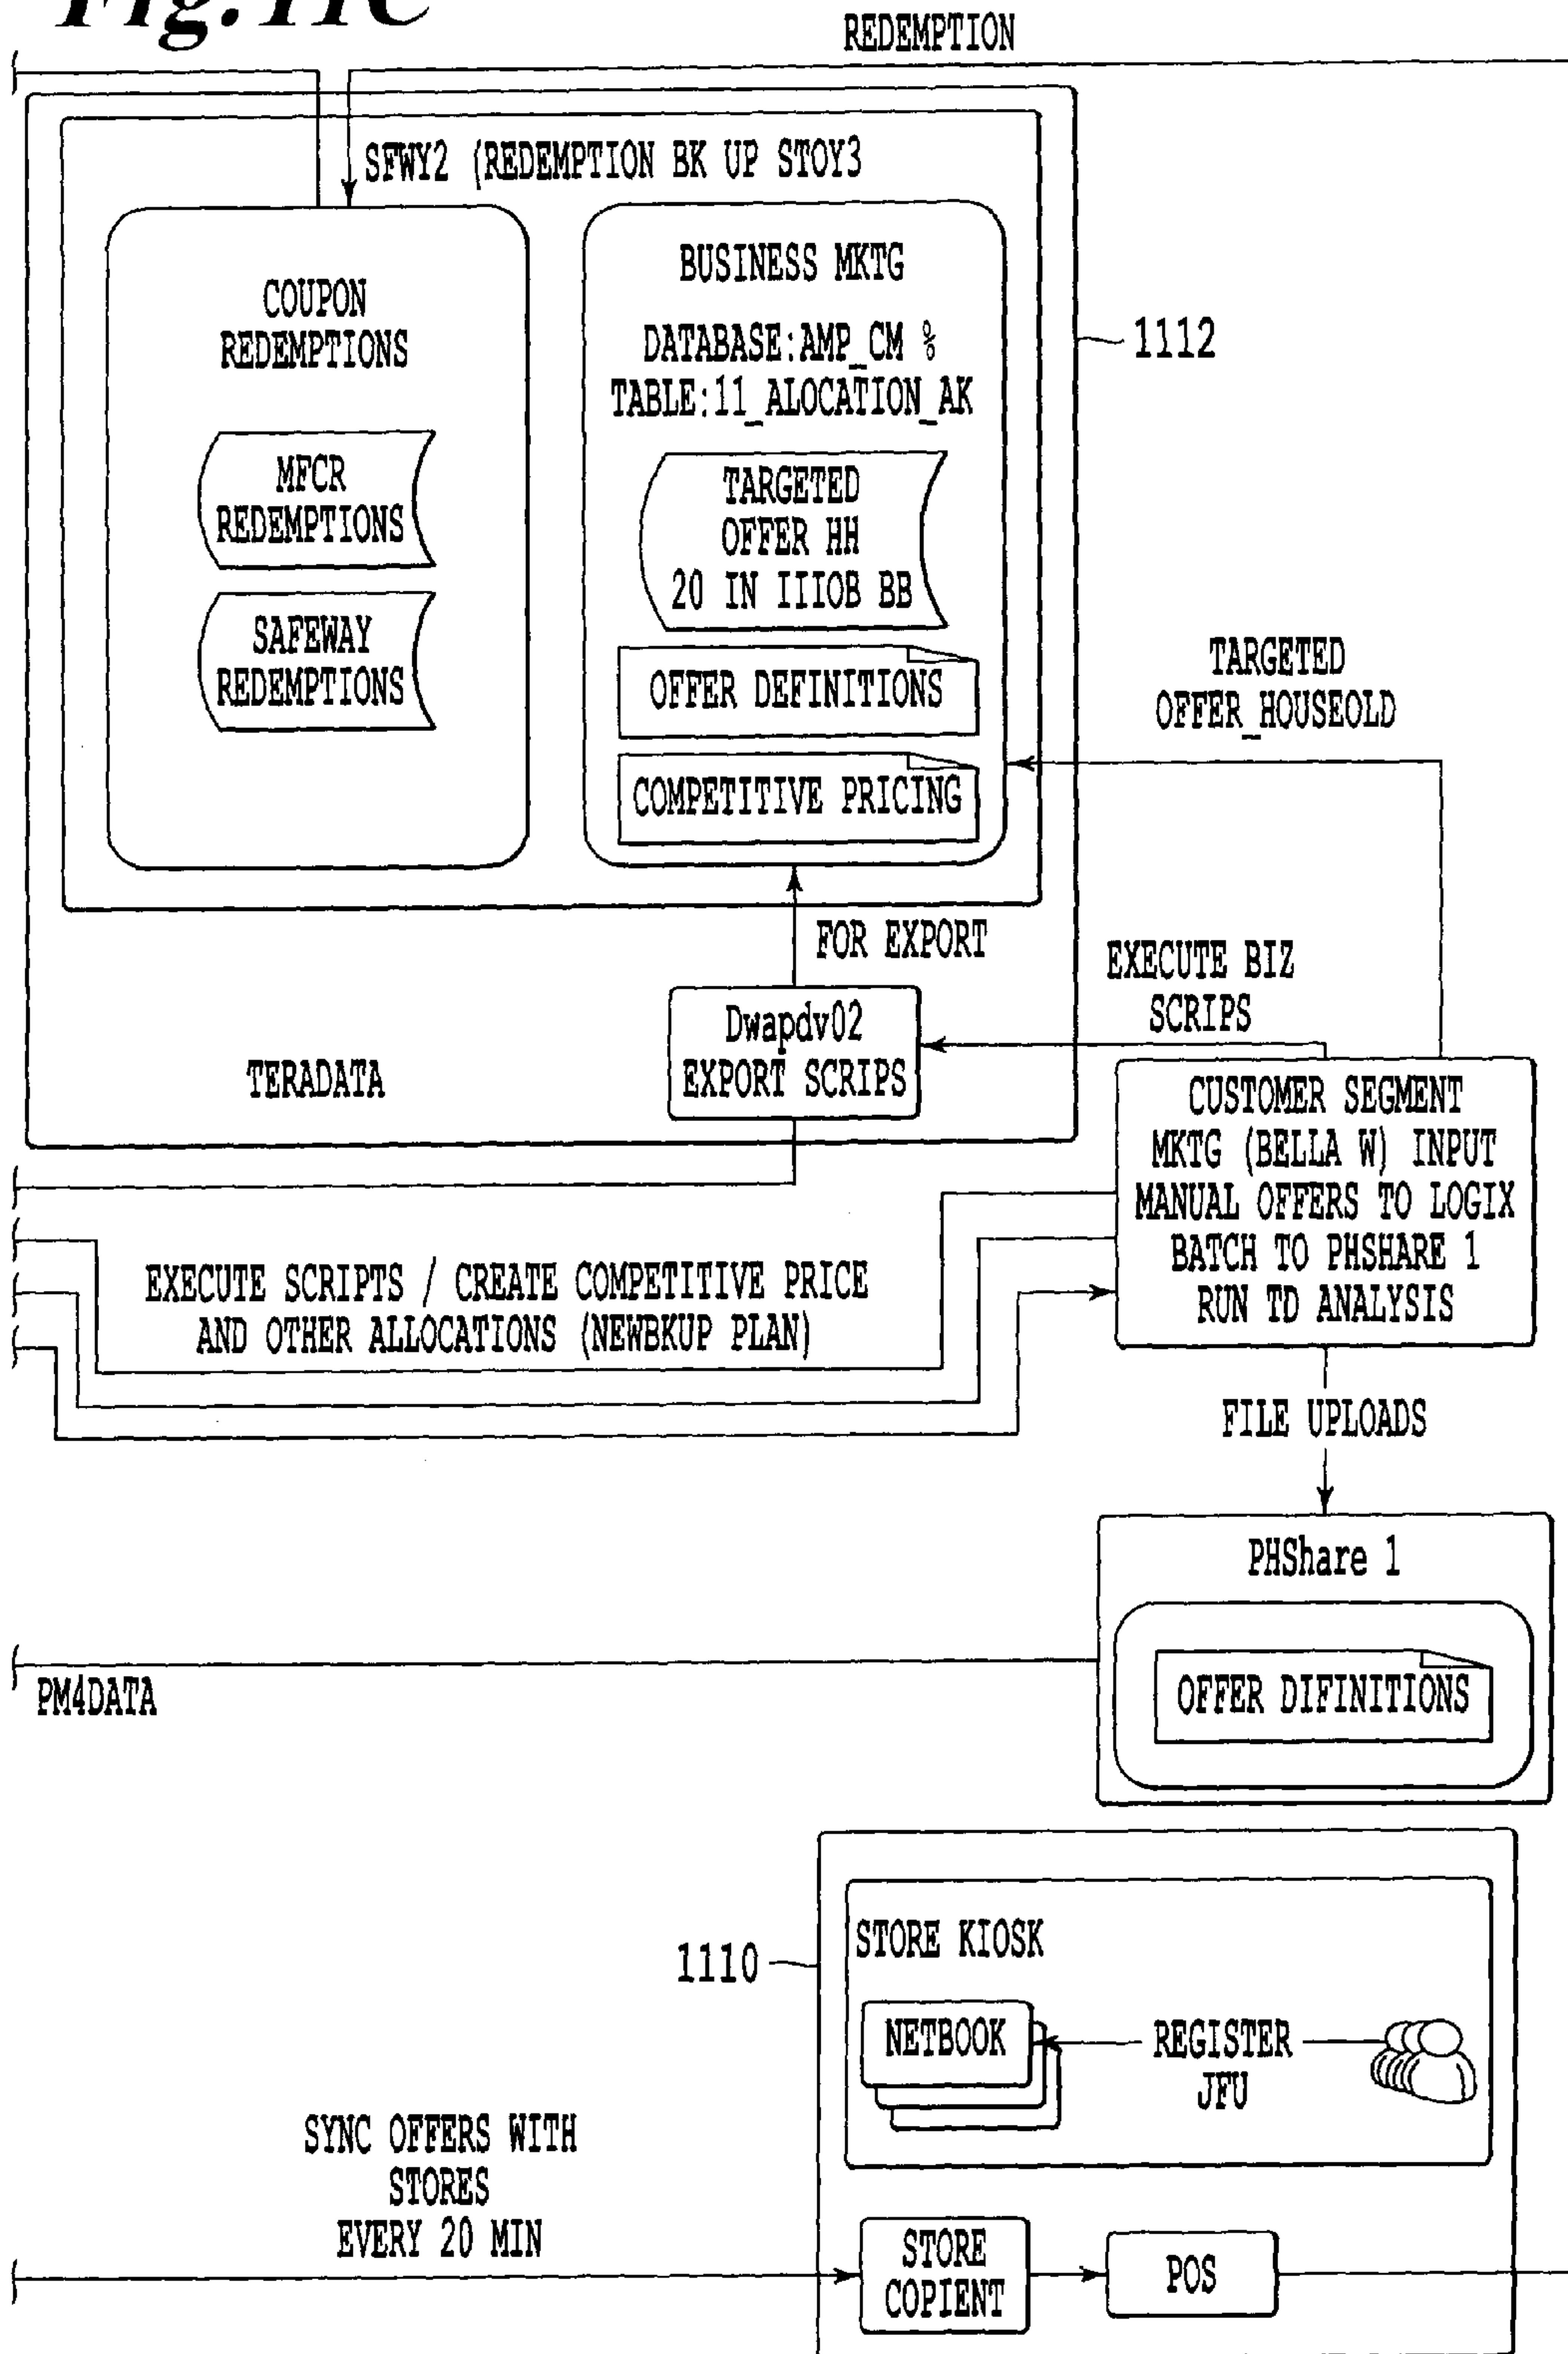 Fig. 11C
REDEMPTION
SFWY2 (REDEMPTION BK UP STOY3
COUPON
REDEMPTIONS
MFCR
REDEMPTIONS
SAFEWAY
REDEMPTIONS
BUSINESS MKTG
DATABASE:AMP_CM %
TABLE:11_ALOCATION_AK
TARGETED
OFFER HH
20 IN IIIOB BB
OFFER DEFINITIONS
COMPETITIVE PRICING
1112
TARGETED
OFFER_HOUSEOLD
FOR EXPORT
EXECUTE BIZ
SCRIPS
Dwapdv02
EXPORT SCRIPS
TERADATA
CUSTOMER SEGMENT
MKTG (BELLA W) INPUT
MANUAL OFFERS TO LOGIX
BATCH TO PHSHARE 1
RUN TD ANALYSIS
EXECUTE SCRIPTS / CREATE COMPETITIVE PRICE
AND OTHER ALLOCATIONS (NEWBKUP PLAN)
FILE UPLOADS
PHShare 1
OFFER DIFINITIONS
PM4DATA
1110
STORE KIOSK
NETBOOK
REGISTER
JFU
SYNC OFFERS WITH
STORES
EVERY 20 MIN
STORE
COPIENT
POS